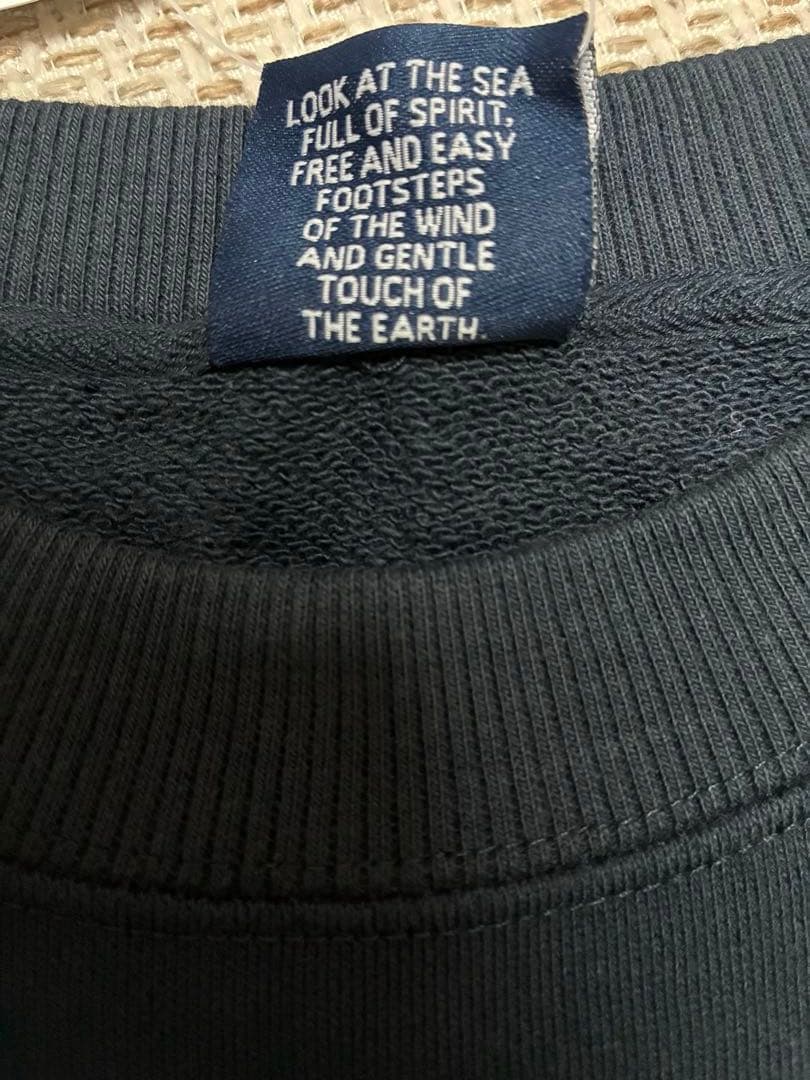 LOOK AT THE SEA
FULL OF SPIRIT,
FREE AND EASY
FOOTSTEPS
OF THE WIND
AND GENTLE
TOUCH OF
THE EARTH.